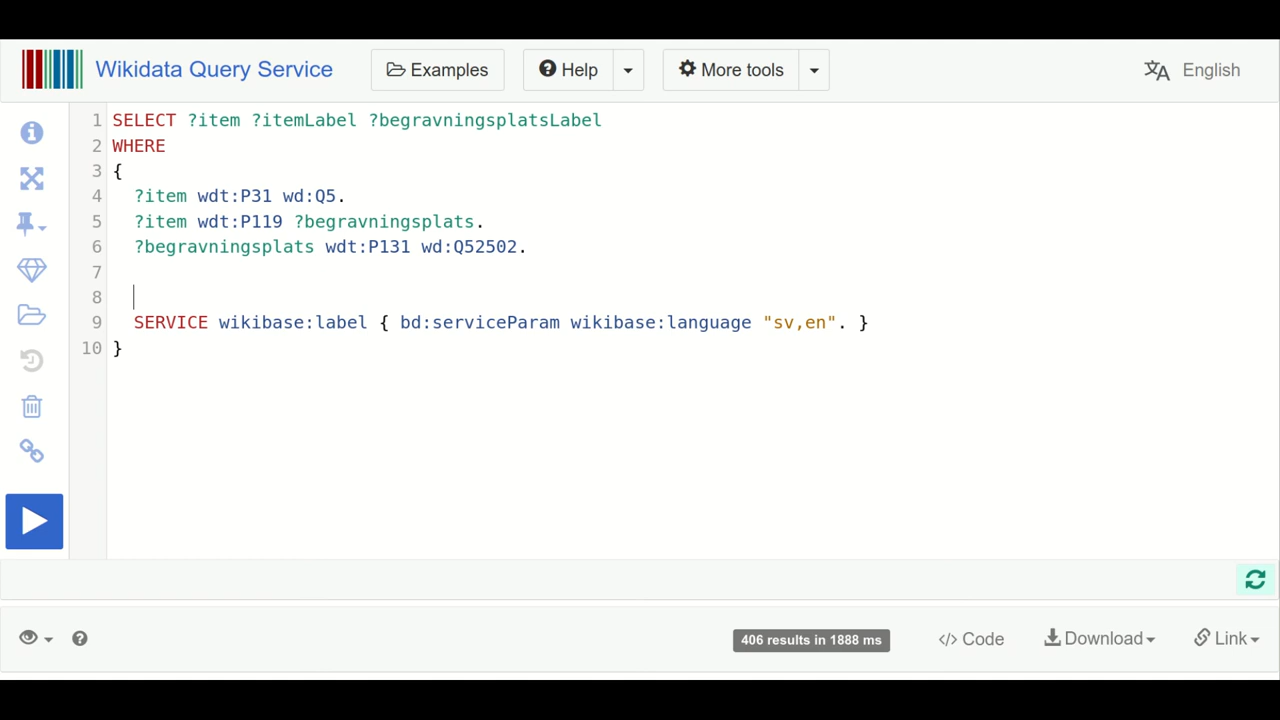 Wikidata Query Service Examples Help More tools English
1 SELECT ?item ?itemLabel ?begravningsplatsLabel
2 WHERE
3 {
4 ?item wdt:P31 wd:Q5.
5 ?item wdt:P119 ?begravningsplats.
6 ?begravningsplats wdt:P131 wd:Q52502.
7
8
9 SERVICE wikibase:label { bd:serviceParam wikibase:language "sv,en". }
10 }
406 results in 1888 ms </> Code Download Link